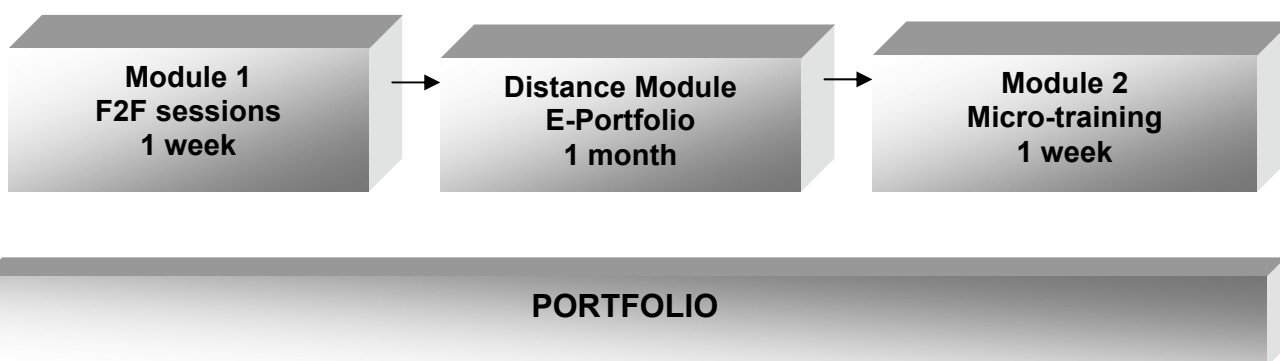 Module 1
F2F sessions
1 week
Distance Module
E-Portfolio
1 month
Module 2
Micro-training
1 week
PORTFOLIO